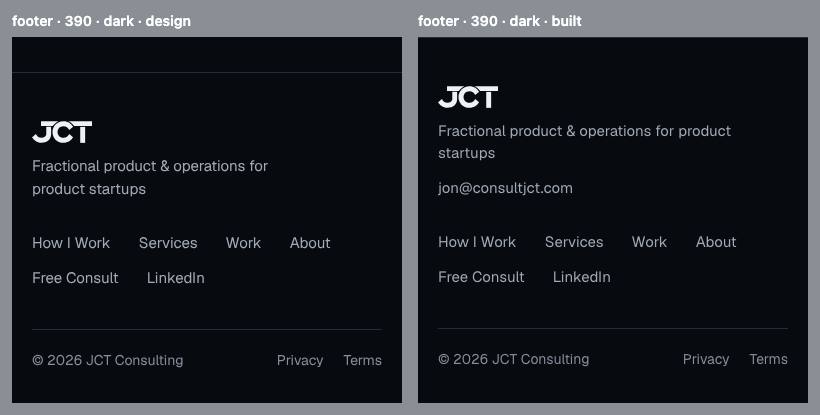 footer · 390 · dark · design
JCT
Fractional product & operations for
product startups
How I Work Services Work About
Free Consult LinkedIn
© 2026 JCT Consulting Privacy Terms
footer · 390 · dark · built
JCT
Fractional product & operations for product
startups
jon@consultjct.com
How I Work Services Work About
Free Consult LinkedIn
© 2026 JCT Consulting Privacy Terms